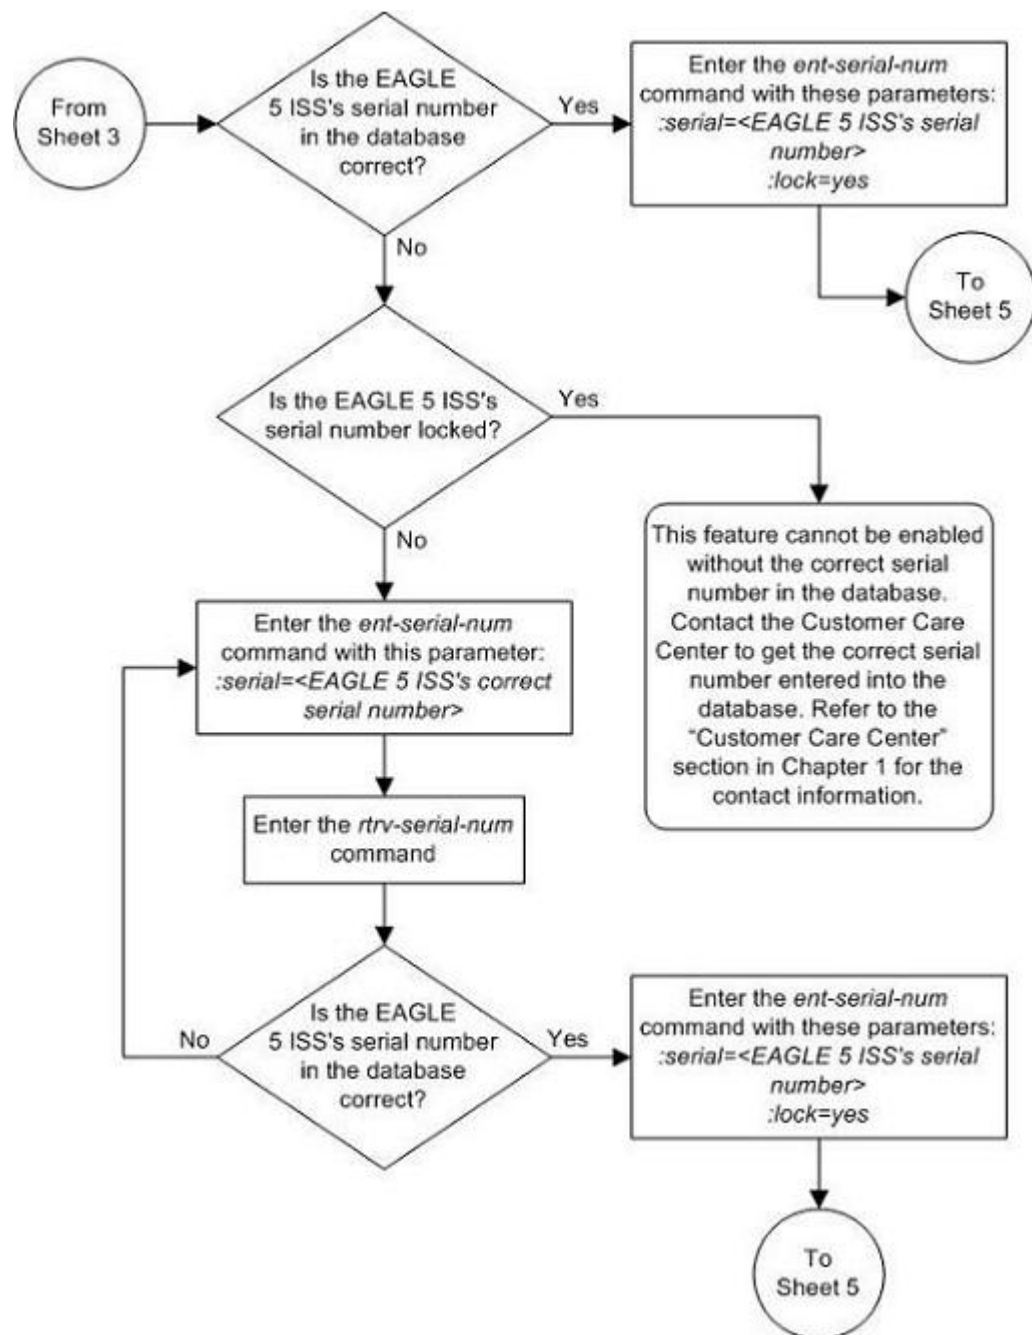 From
Sheet 3
Is the EAGLE
5 ISS's serial number
in the database
correct?
Yes
Enter the ent-serial-num
command with these parameters:
:serial=<EAGLE 5 ISS's serial
number>
:lock=yes
No
To
Sheet 5
Is the EAGLE 5 ISS's
serial number locked?
Yes
No
This feature cannot be enabled
without the correct serial
number in the database.
Contact the Customer Care
Center to get the correct serial
number entered into the
database. Refer to the
“Customer Care Center”
section in Chapter 1 for the
contact information.
Enter the ent-serial-num
command with this parameter:
:serial=<EAGLE 5 ISS's correct
serial number>
Enter the rtrv-serial-num
command
Is the EAGLE
5 ISS's serial number
in the database
correct?
No
Yes
Enter the ent-serial-num
command with these parameters:
:serial=<EAGLE 5 ISS's serial
number>
:lock=yes
To
Sheet 5